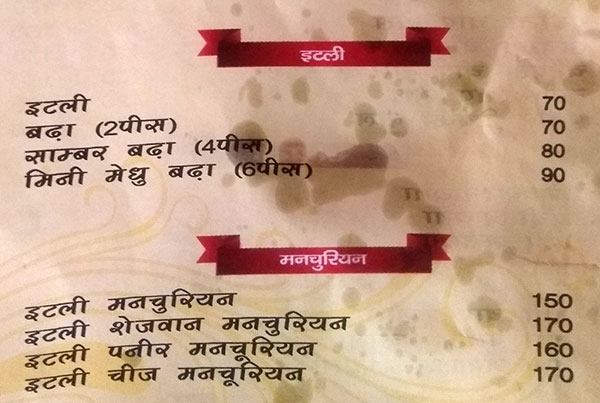 इटली
इटली 70
बढ़ा (2पीस) 70
साम्बर बढ़ा (4पीस) 80
मिनी मेधु बढ़ा (6पीस) 90
मनचुरियन
इटली मनचुरियन 150
इटली शेजवान मनचुरियन 170
इटली पनीर मनचूरियन 160
इटली चीज मनचूरियन 170